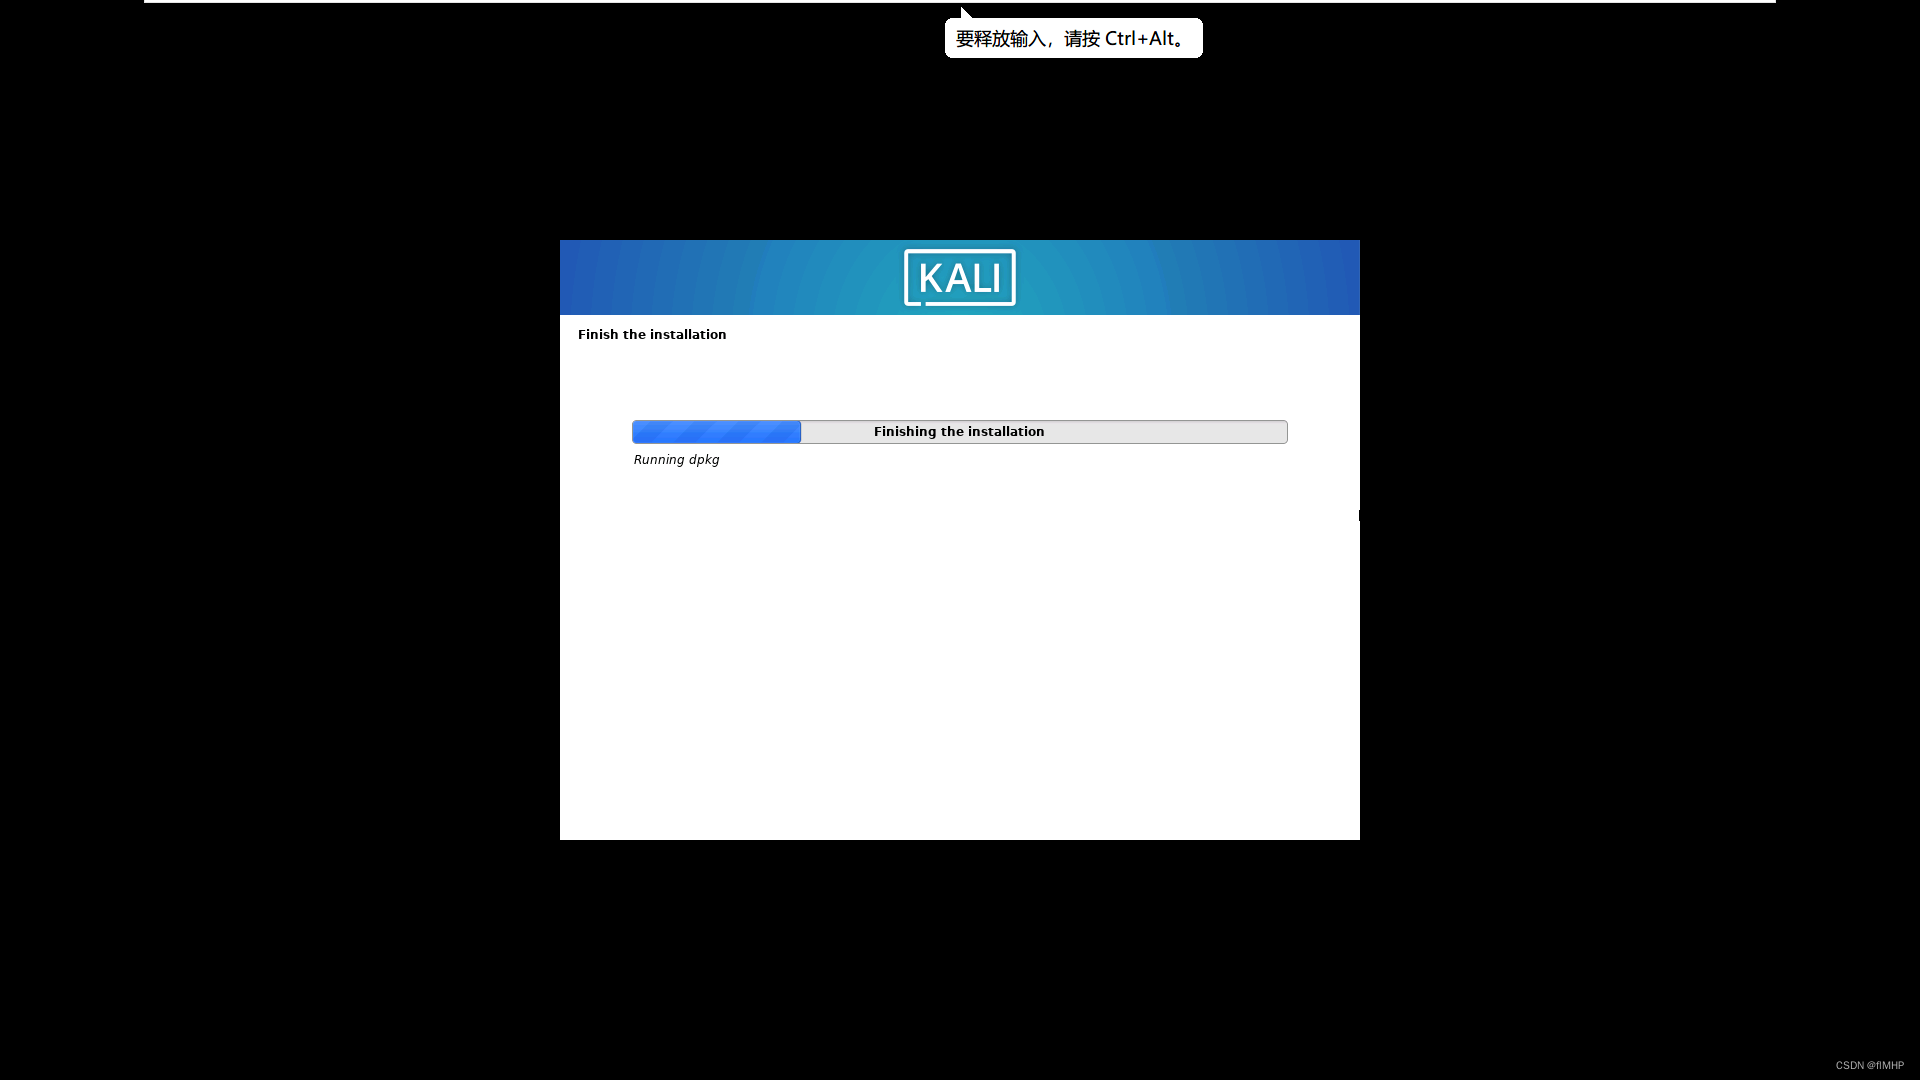 要释放输入，请按 Ctrl+Alt。
KALI
Finish the installation
Finishing the installation
Running dpkg
CSDN @flMHP